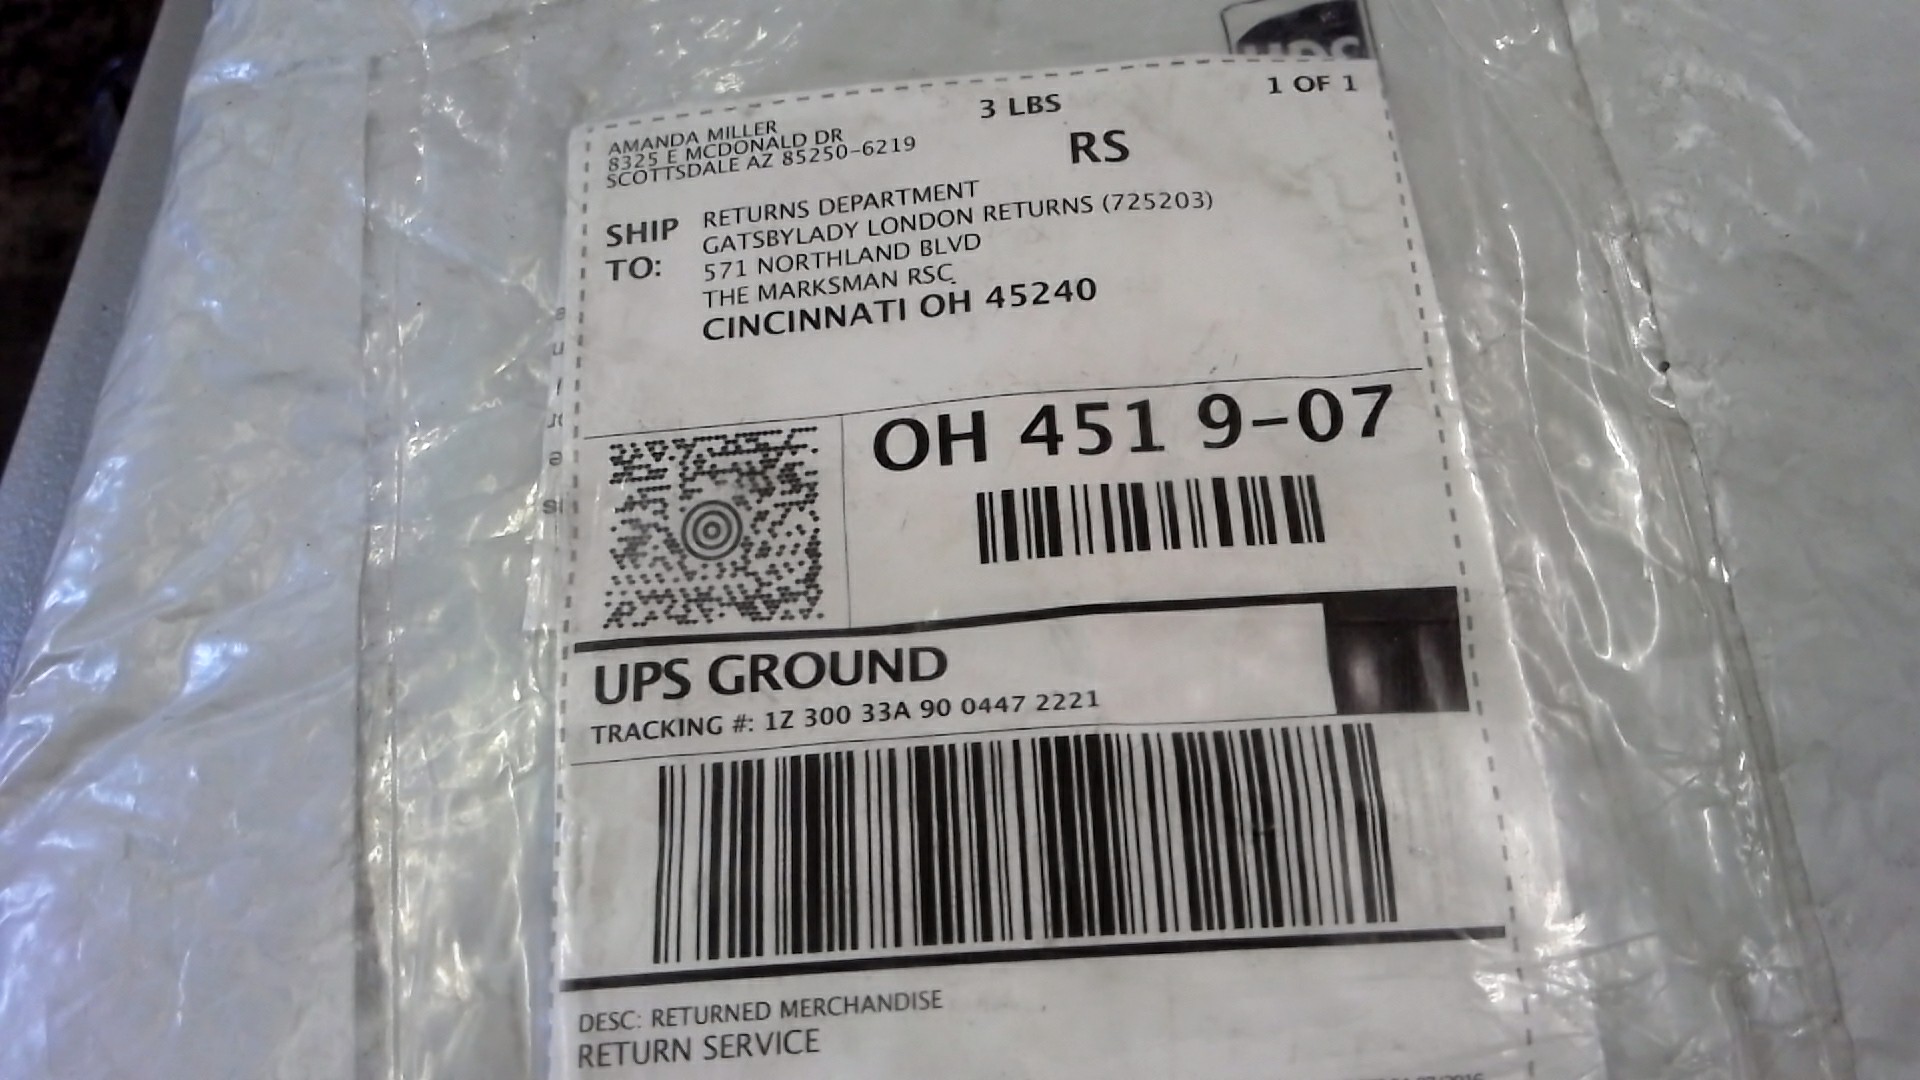 1 OF 1
3 LBS
RS
AMANDA MILLER
8325 E MCDONALD DR
SCOTTSDALE AZ 85250-6219
SHIP TO:
RETURNS DEPARTMENT
GATSBYLADY LONDON RETURNS (725203)
571 NORTHLAND BLVD
THE MARKSMAN RSC
CINCINNATI OH 45240
OH 451 9-07
UPS GROUND
TRACKING #: 1Z 300 33A 90 0447 2221
DESC: RETURNED MERCHANDISE
RETURN SERVICE